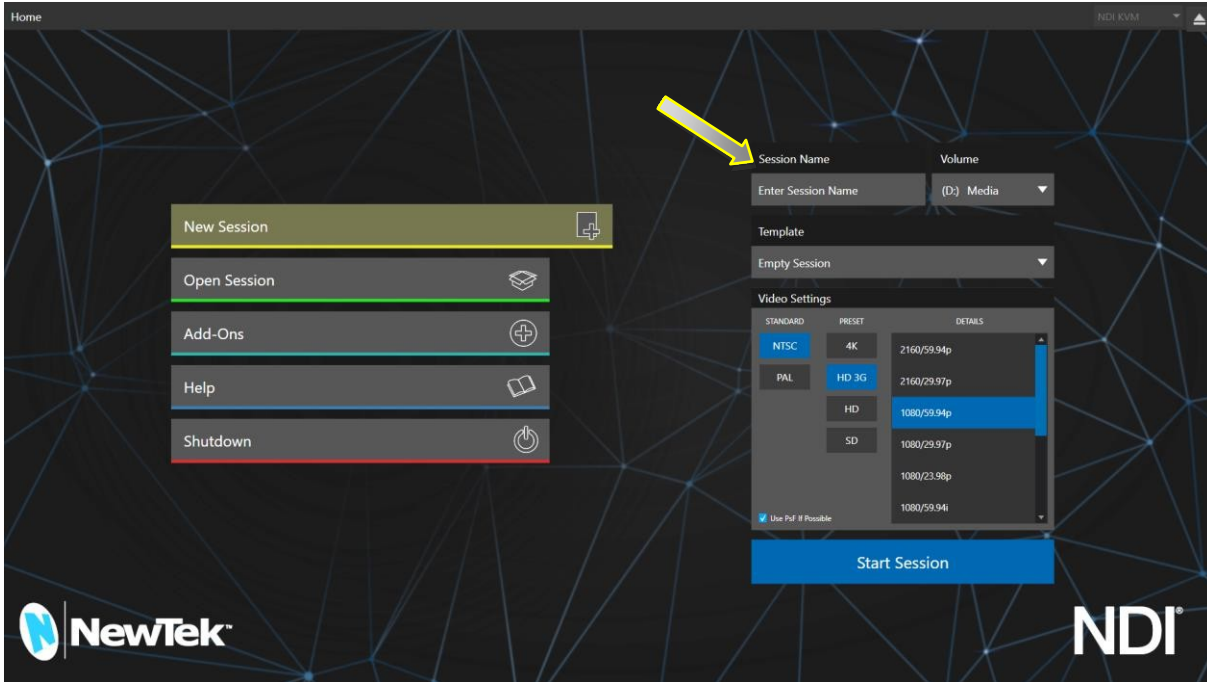 Home
NDI KVM
New Session
Open Session
Add-Ons
Help
Shutdown
Session Name
Volume
Enter Session Name
(D:) Media
Template
Empty Session
Video Settings
STANDARD
PRESET
DETAILS
NTSC
PAL
4K
HD 3G
HD
SD
2160/59.94p
2160/29.97p
1080/59.94p
1080/29.97p
1080/23.98p
1080/59.94i
Use PsF If Possible
Start Session
NewTek™
NDI®